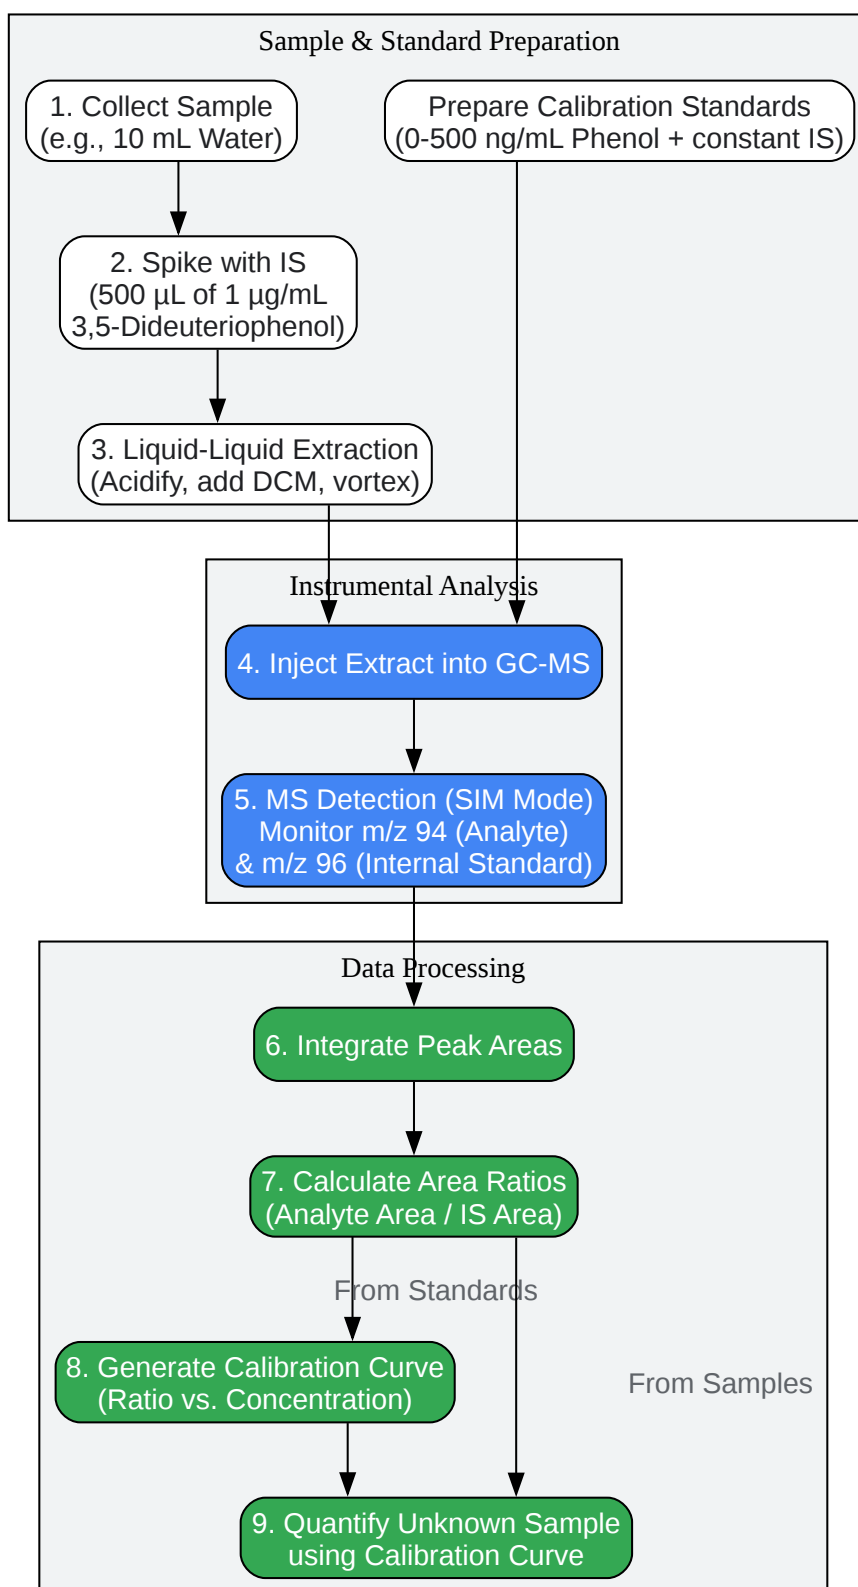 Sample & Standard Preparation
1. Collect Sample
(e.g., 10 mL Water)
Prepare Calibration Standards
(0-500 ng/mL Phenol + constant IS)
2. Spike with IS
(500 µL of 1 µg/mL
3,5-Dideuteriophenol)
3. Liquid-Liquid Extraction
(Acidify, add DCM, vortex)
Instrumental Analysis
4. Inject Extract into GC-MS
5. MS Detection (SIM Mode)
Monitor m/z 94 (Analyte)
& m/z 96 (Internal Standard)
Data Processing
6. Integrate Peak Areas
7. Calculate Area Ratios
(Analyte Area / IS Area)
From Standards
8. Generate Calibration Curve
(Ratio vs. Concentration)
From Samples
9. Quantify Unknown Sample
using Calibration Curve